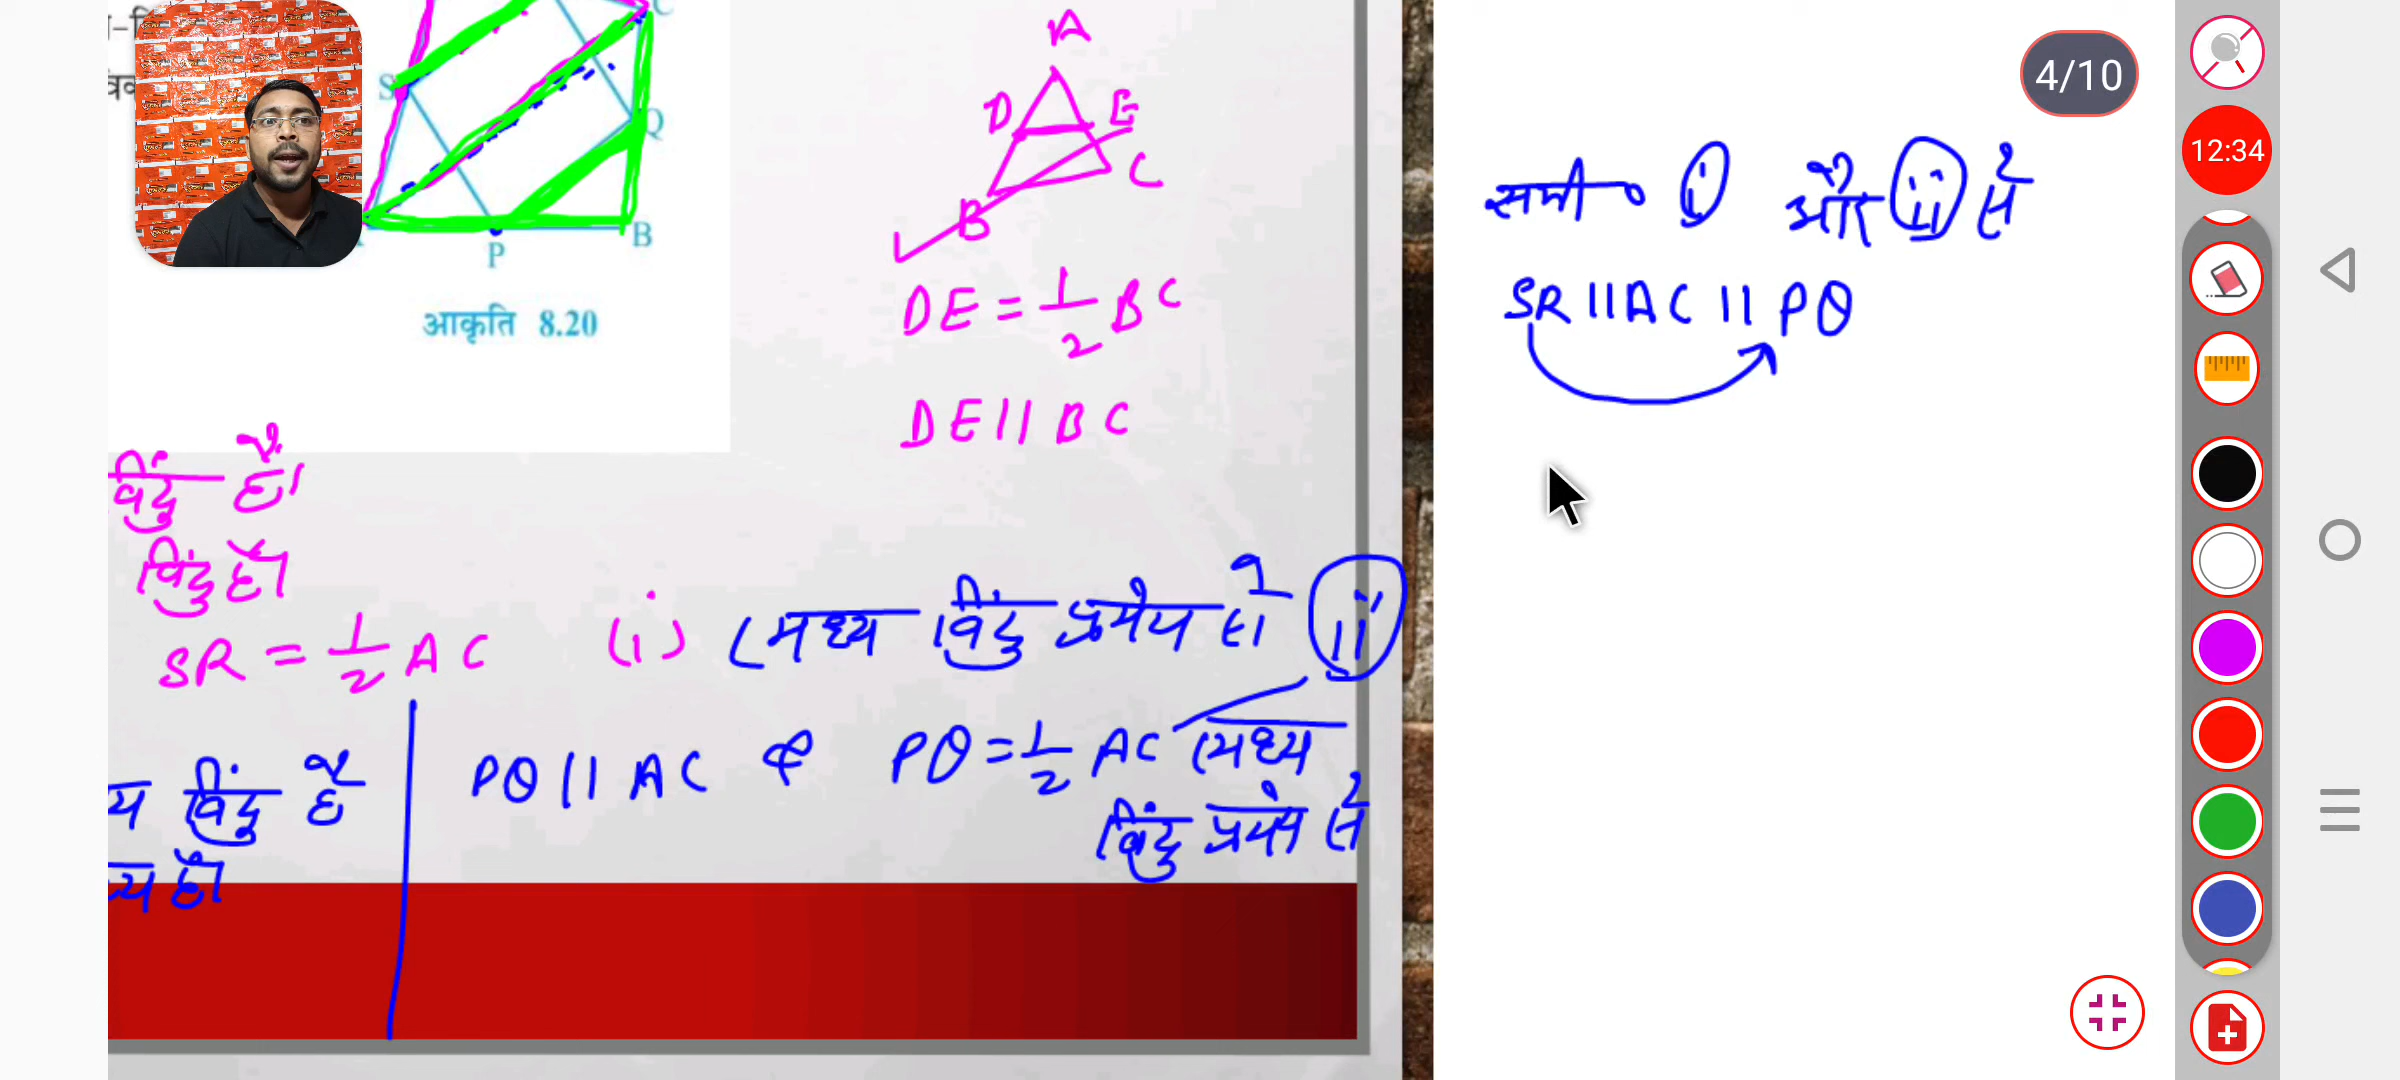 C
S
Q
P
B
आकृति 8.20
A
D E
B C
DE = 1/2 BC
DE || BC
बिंदु है।
बिंदु है।
SR = 1/2 AC (i) (मध्य बिंदु प्रमेय से ii
य बिंदु है
PQ || AC & PQ = 1/2 AC (मध्य
बिंदु प्रमेय से
ध्य है।
4/10
12:34
समी० i और ii से
SR || AC || PQ